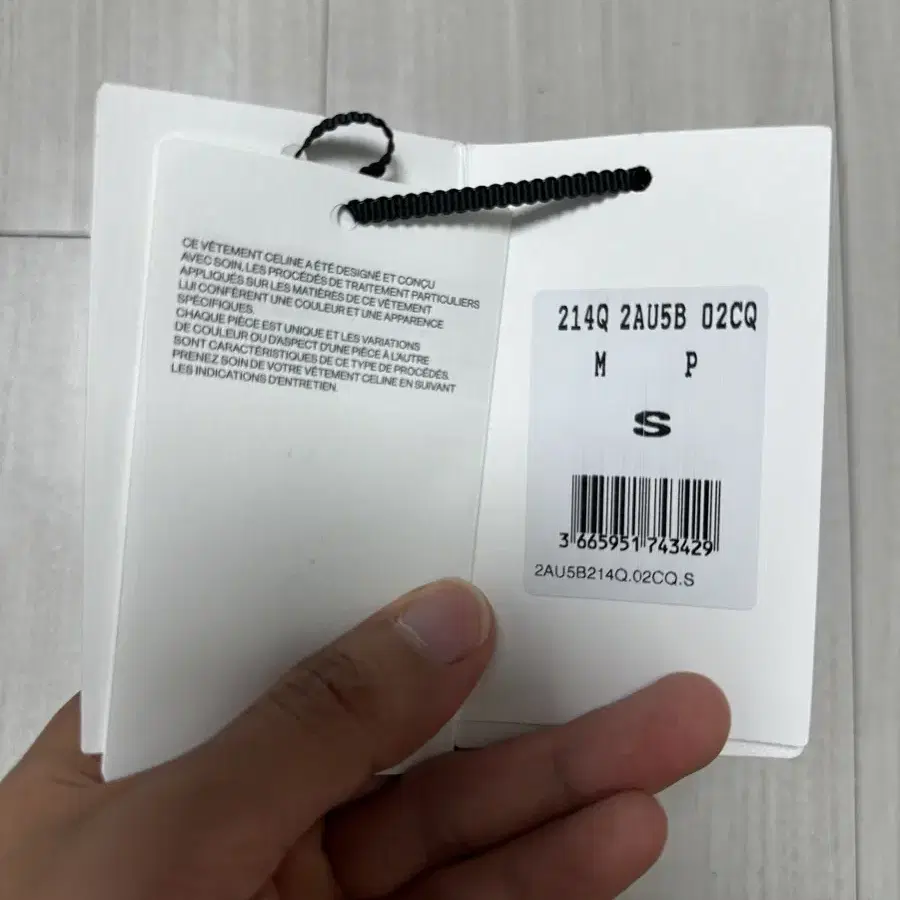 CE VÊTEMENT CELINE A ÉTÉ DESIGNÉ ET CONÇU
AVEC SOIN. LES PROCÉDÉS DE TRAITEMENT PARTICULIERS
APPLIQUÉS SUR LES MATIÈRES DE CE VÊTEMENT
LUI CONFÈRENT UNE COULEUR ET UNE APPARENCE
SPÉCIFIQUES.
CHAQUE PIÈCE EST UNIQUE ET LES VARIATIONS
DE COULEUR OU D'ASPECT D'UNE PIÈCE À L'AUTRE
SONT CARACTÉRISTIQUES DE CE TYPE DE PROCÉDÉS.
PRENEZ SOIN DE VOTRE VÊTEMENT CELINE EN SUIVANT
LES INDICATIONS D'ENTRETIEN.
214Q 2AU5B 02CQ
M P
S
3 665951 743429
2AU5B214Q.02CQ.S